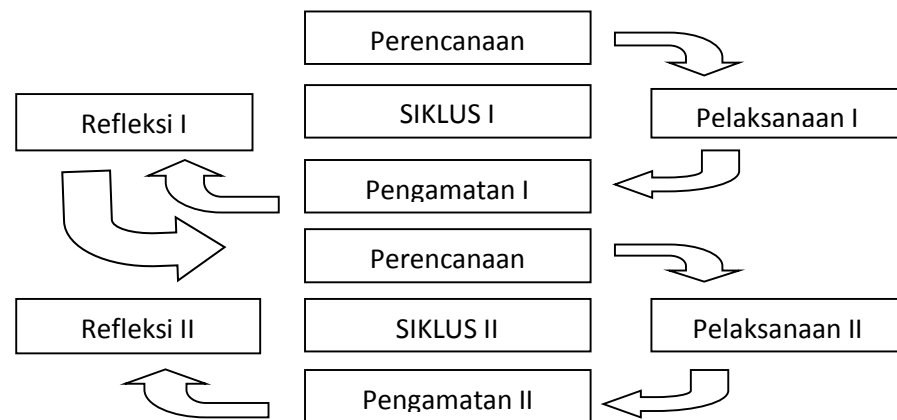 Perencanaan
Refleksi I
SIKLUS I
Pelaksanaan I
Pengamatan I
Perencanaan
Refleksi II
SIKLUS II
Pelaksanaan II
Pengamatan II